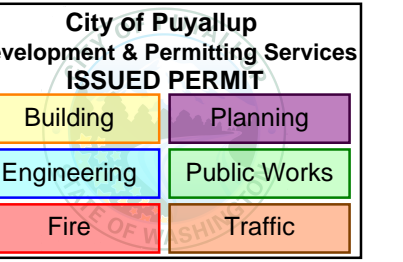 City of Puyallup
evelopment & Permitting Services
ISSUED PERMIT
Building Planning
Engineering Public Works
Fire Traffic